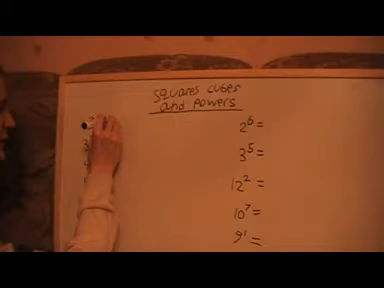 Squares cubes
and Powers
2⁶ =
3⁵ =
12² =
10⁷ =
9¹ =